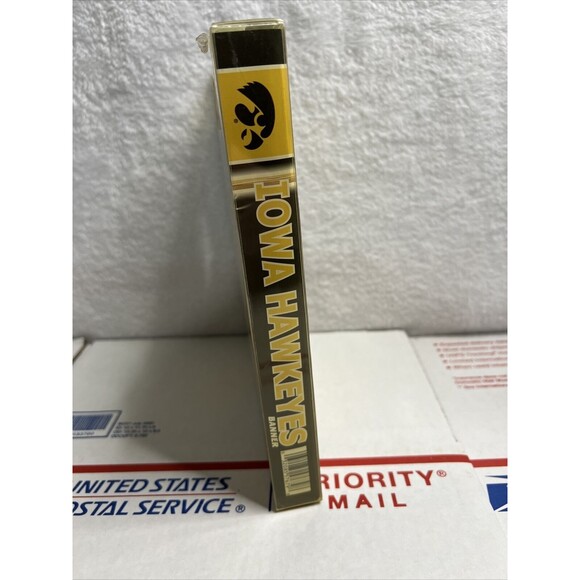 IOWA HAWKEYES
BANNER
UNITED STATES
POSTAL SERVICE®
PRIORITY®
MAIL